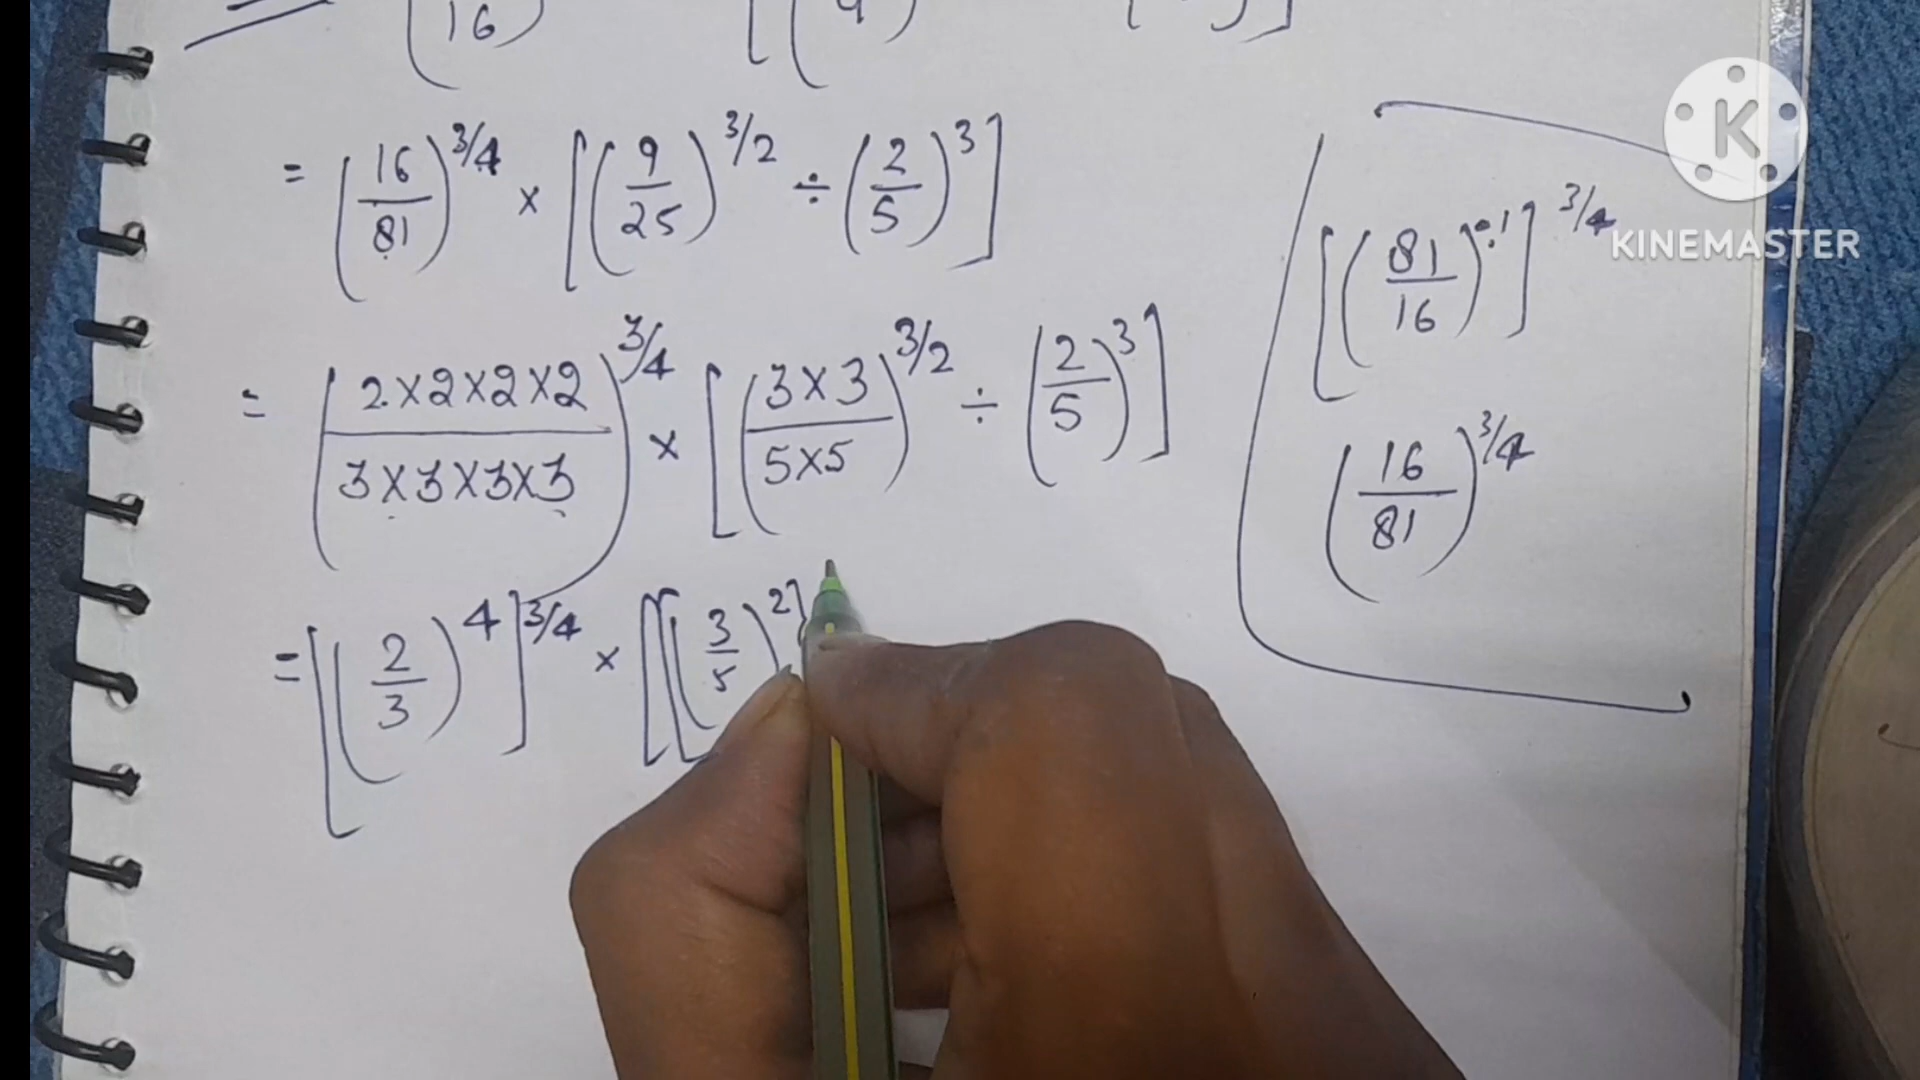 16
= (16/81)^3/4 × [(9/25)^3/2 ÷ (2/5)^3]
= (2×2×2×2/3×3×3×3)^3/4 × [(3×3/5×5)^3/2 ÷ (2/5)^3]
= [(2/3)^4]^3/4 × [[(3/5)^2]
[(81/16)^-1]^3/4
(16/81)^3/4
KINEMASTER